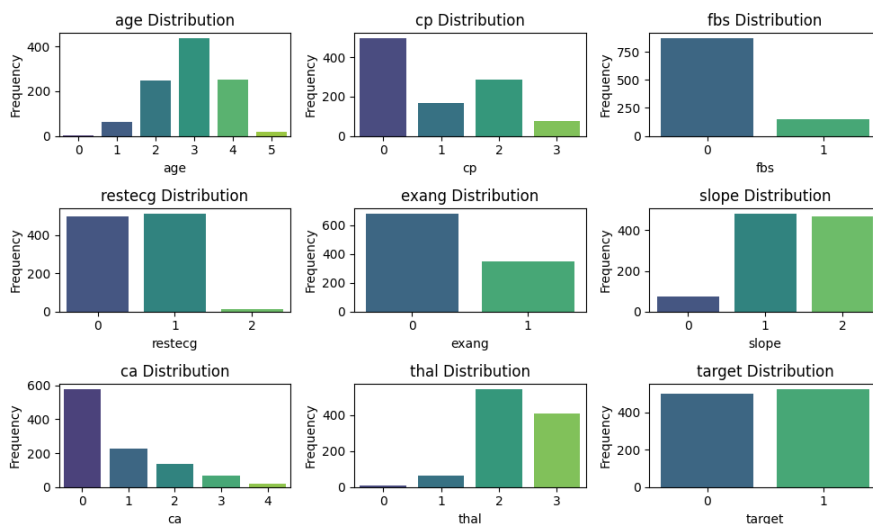 age Distribution
Frequency
400
200
0
0 1 2 3 4 5
age
cp Distribution
Frequency
400
200
0
0 1 2 3
cp
fbs Distribution
Frequency
750
500
250
0
0 1
fbs
restecg Distribution
Frequency
400
200
0
0 1 2
restecg
exang Distribution
Frequency
600
400
200
0
0 1
exang
slope Distribution
Frequency
400
200
0
0 1 2
slope
ca Distribution
Frequency
600
400
200
0
0 1 2 3 4
ca
thal Distribution
Frequency
400
200
0
0 1 2 3
thal
target Distribution
Frequency
400
200
0
0 1
target